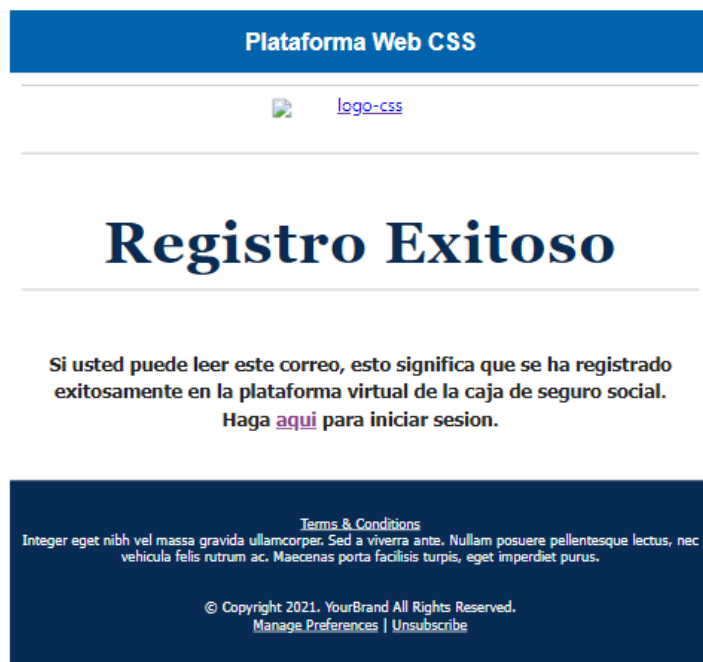 Plataforma Web CSS
logo-css
Registro Exitoso
Si usted puede leer este correo, esto significa que se ha registrado
exitosamente en la plataforma virtual de la caja de seguro social.
Haga aqui para iniciar sesion.
Terms & Conditions
Integer eget nibh vel massa gravida ullamcorper. Sed a viverra ante. Nullam posuere pellentesque lectus, nec
vehicula felis rutrum ac. Maecenas porta facilisis turpis, eget imperdiet purus.
© Copyright 2021. YourBrand All Rights Reserved.
Manage Preferences | Unsubscribe